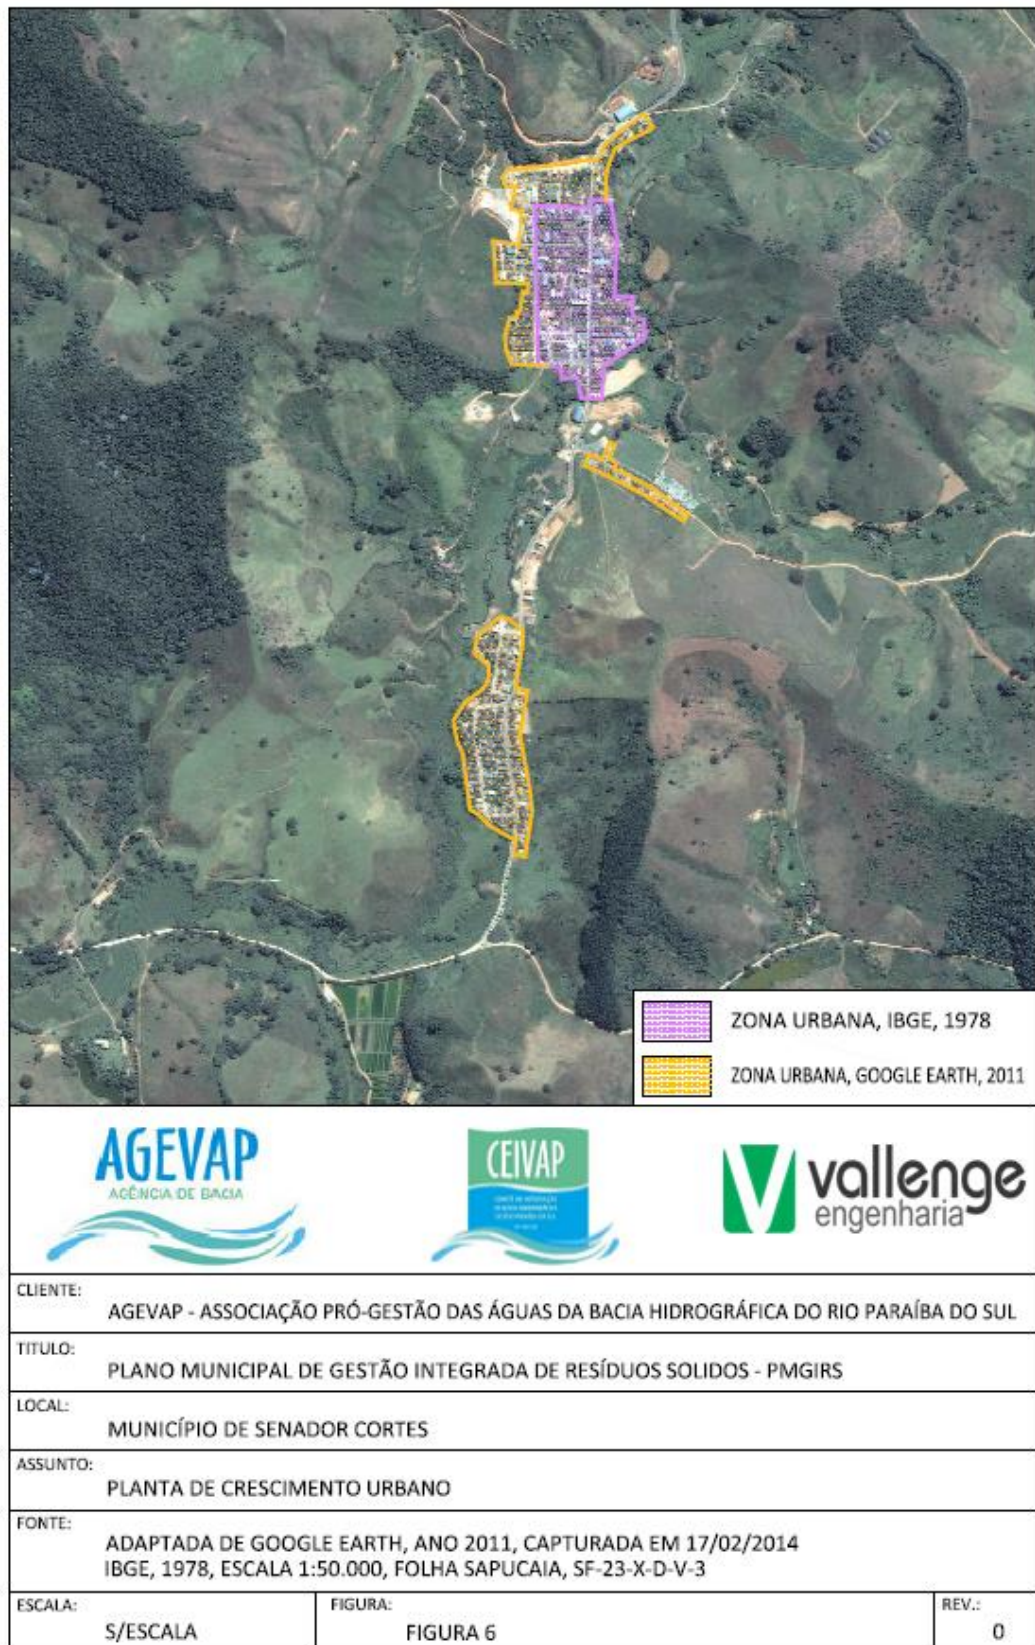 ZONA URBANA, IBGE, 1978
ZONA URBANA, GOOGLE EARTH, 2011
AGEVAP
AGÊNCIA DE BACIA
CEIVAP
vallenge
engenharia
CLIENTE:
AGEVAP - ASSOCIAÇÃO PRÓ-GESTÃO DAS ÁGUAS DA BACIA HIDROGRÁFICA DO RIO PARAÍBA DO SUL
TITULO:
PLANO MUNICIPAL DE GESTÃO INTEGRADA DE RESÍDUOS SOLIDOS - PMGIRS
LOCAL:
MUNICÍPIO DE SENADOR CORTES
ASSUNTO:
PLANTA DE CRESCIMENTO URBANO
FONTE:
ADAPTADA DE GOOGLE EARTH, ANO 2011, CAPTURADA EM 17/02/2014
IBGE, 1978, ESCALA 1:50.000, FOLHA SAPUCAIA, SF-23-X-D-V-3
ESCALA:
S/ESCALA
FIGURA:
FIGURA 6
REV.:
0